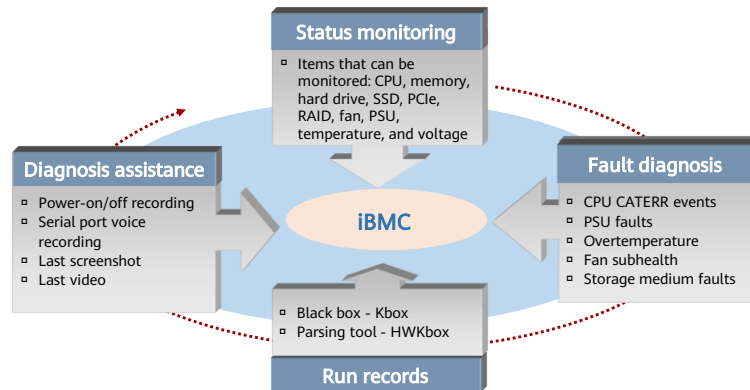 Status monitoring
▫ Items that can be
monitored: CPU, memory,
hard drive, SSD, PCIe,
RAID, fan, PSU,
temperature, and voltage
Diagnosis assistance
▫ Power-on/off recording
▫ Serial port voice
recording
▫ Last screenshot
▫ Last video
iBMC
Fault diagnosis
▫ CPU CATERR events
▫ PSU faults
▫ Overtemperature
▫ Fan subhealth
▫ Storage medium faults
▫ Black box - Kbox
▫ Parsing tool - HWKbox
Run records